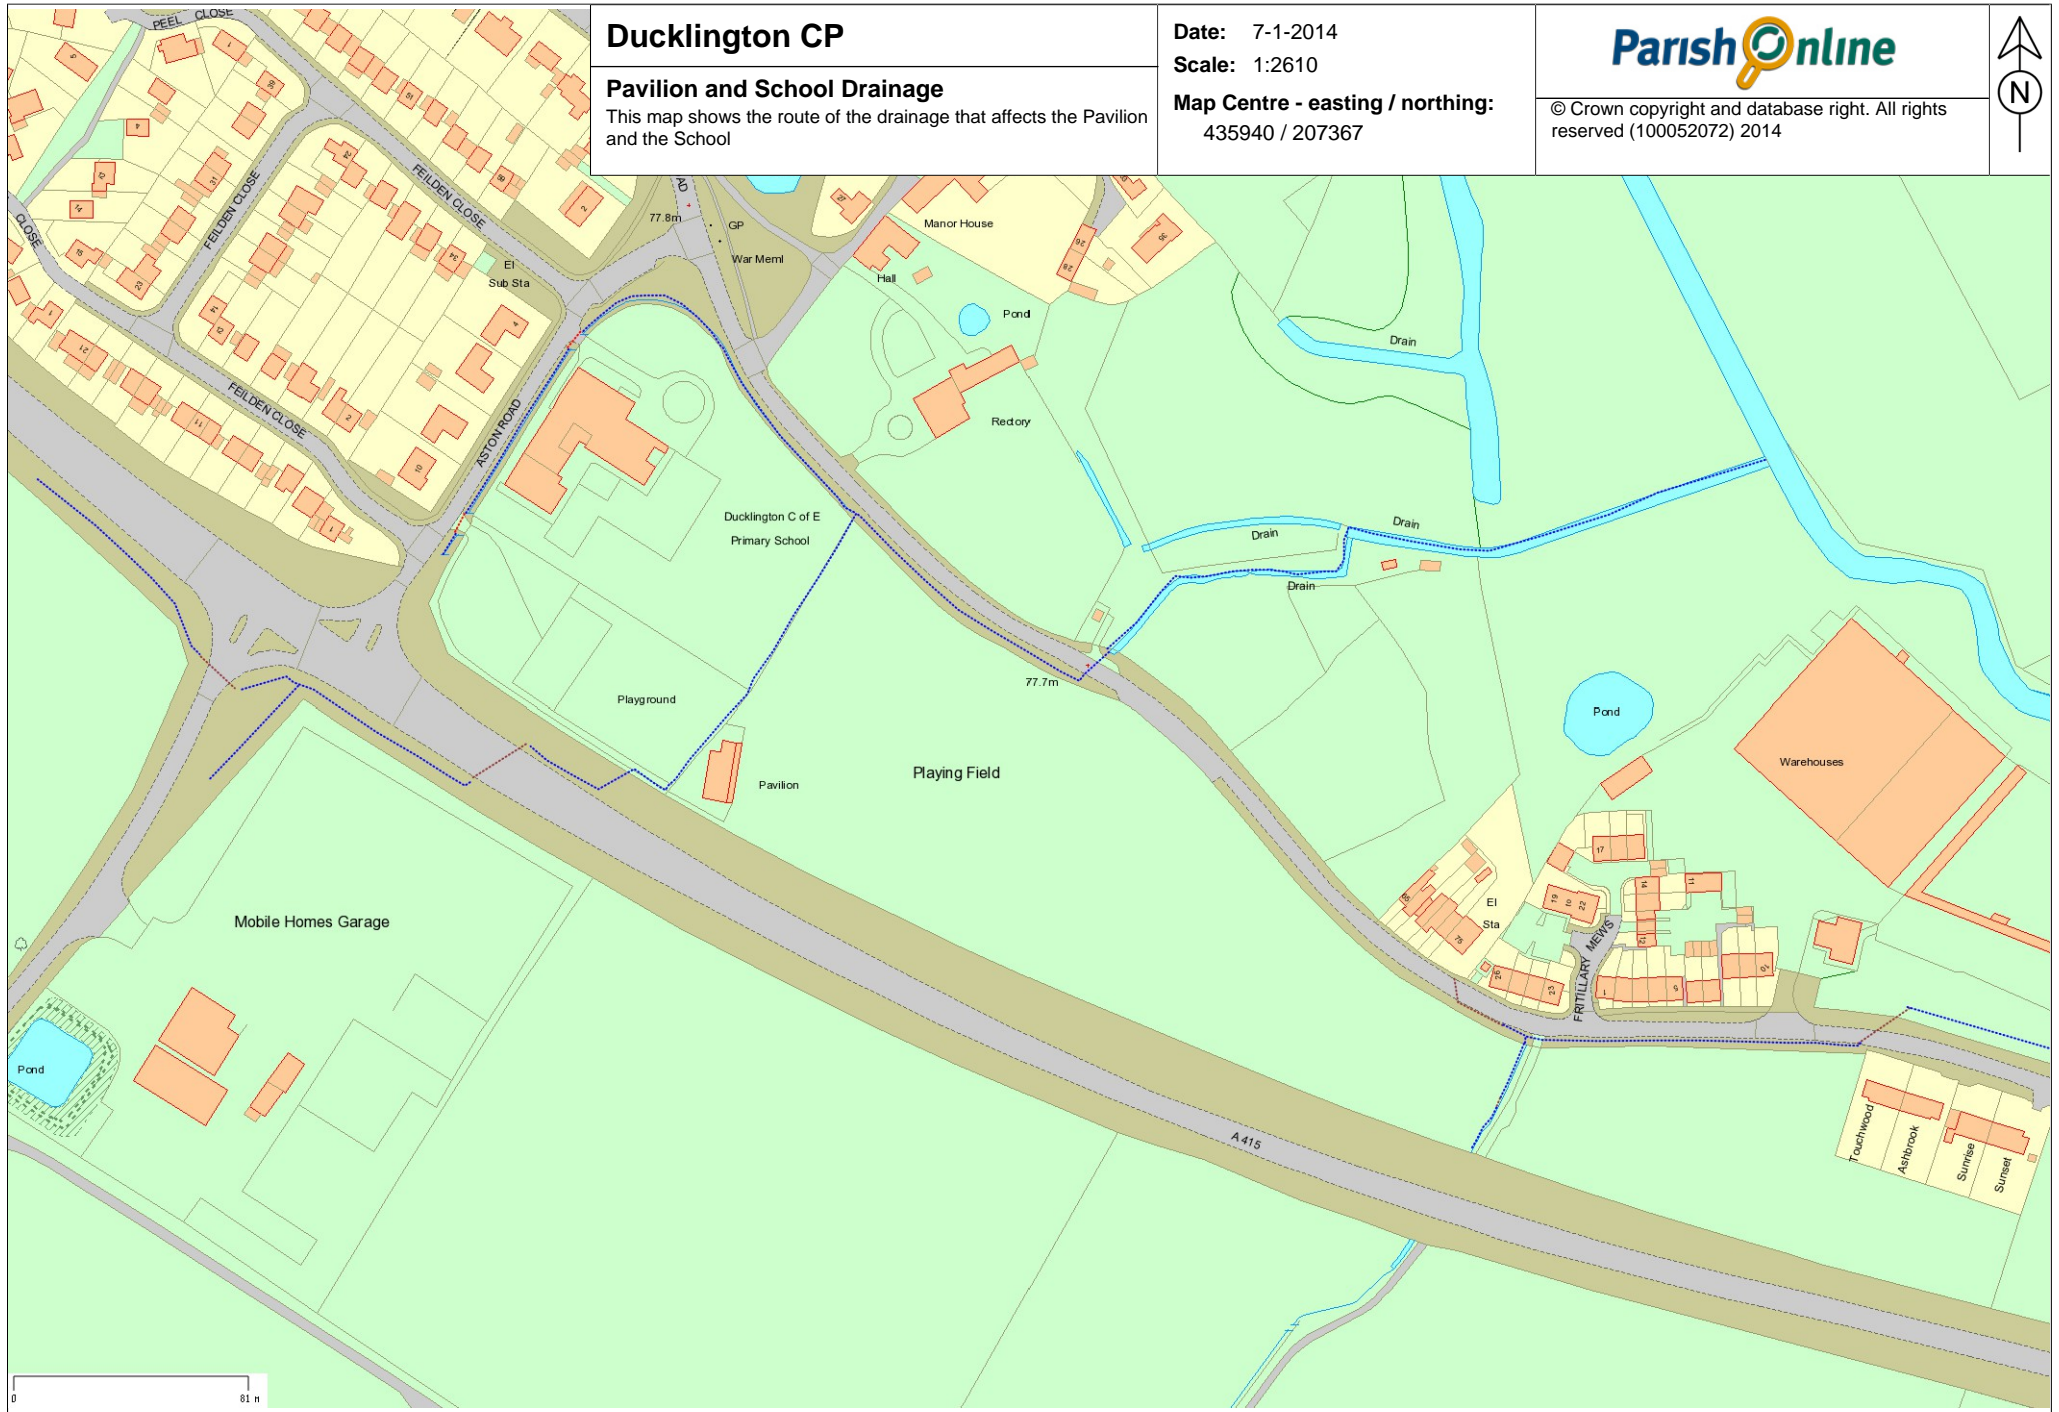 Ducklington CP
Pavilion and School Drainage
This map shows the route of the drainage that affects the Pavilion
and the School
Date: 7-1-2014
Scale: 1:2610
Map Centre - easting / northing:
435940 / 207367
Parish Online
© Crown copyright and database right. All rights
reserved (100052072) 2014
N
PEEL CLOSE
CLOSE
FEILDEN CLOSE
FEILDEN CLOSE
FEILDEN CLOSE
ASTON ROAD
El
Sub Sta
77.8m
AD
GP
War Meml
Manor House
Hall
Pond
Rectory
Drain
Drain
Drain
Drain
Ducklington C of E
Primary School
Playground
77.7m
Pavilion
Playing Field
Pond
Warehouses
Mobile Homes Garage
Pond
El
Sta
FRITILLARY MEWS
A 415
Touchwood
Ashbrook
Sunrise
Sunset
0
81 m